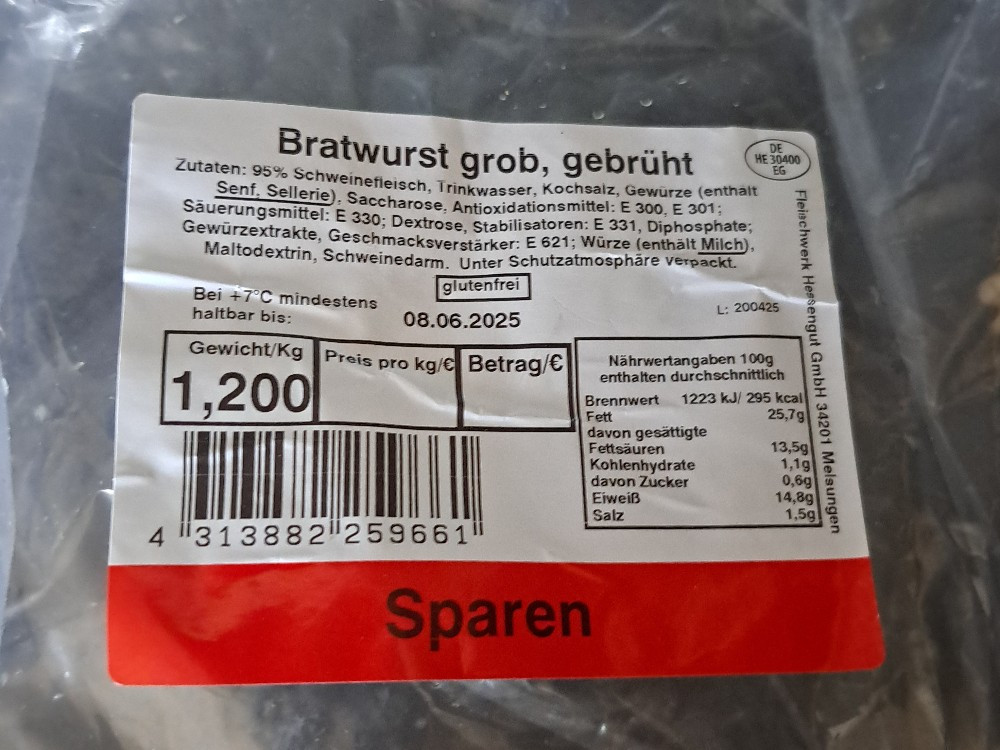 Bratwurst grob, gebrüht
DE
HE 30400
EG
Zutaten: 95% Schweinefleisch, Trinkwasser, Kochsalz, Gewürze (enthält
Senf, Sellerie), Saccharose, Antioxidationsmittel: E 300, E 301;
Säuerungsmittel: E 330; Dextrose, Stabilisatoren: E 331, Diphosphate;
Gewürzextrakte, Geschmacksverstärker: E 621; Würze (enthält Milch),
Maltodextrin, Schweinedarm. Unter Schutzatmosphäre verpackt.
glutenfrei
Bei +7°C mindestens
haltbar bis:
08.06.2025
L: 200425
Fleischwerk Hessengut GmbH 34201 Melsungen
Gewicht/Kg
1,200
Preis pro kg/€
Betrag/€
Nährwertangaben 100g
enthalten durchschnittlich
Brennwert 1223 kJ/ 295 kcal
Fett 25,7g
davon gesättigte
Fettsäuren 13,5g
Kohlenhydrate 1,1g
davon Zucker 0,6g
Eiweiß 14,8g
Salz 1,5g
4 313882 259661
Sparen